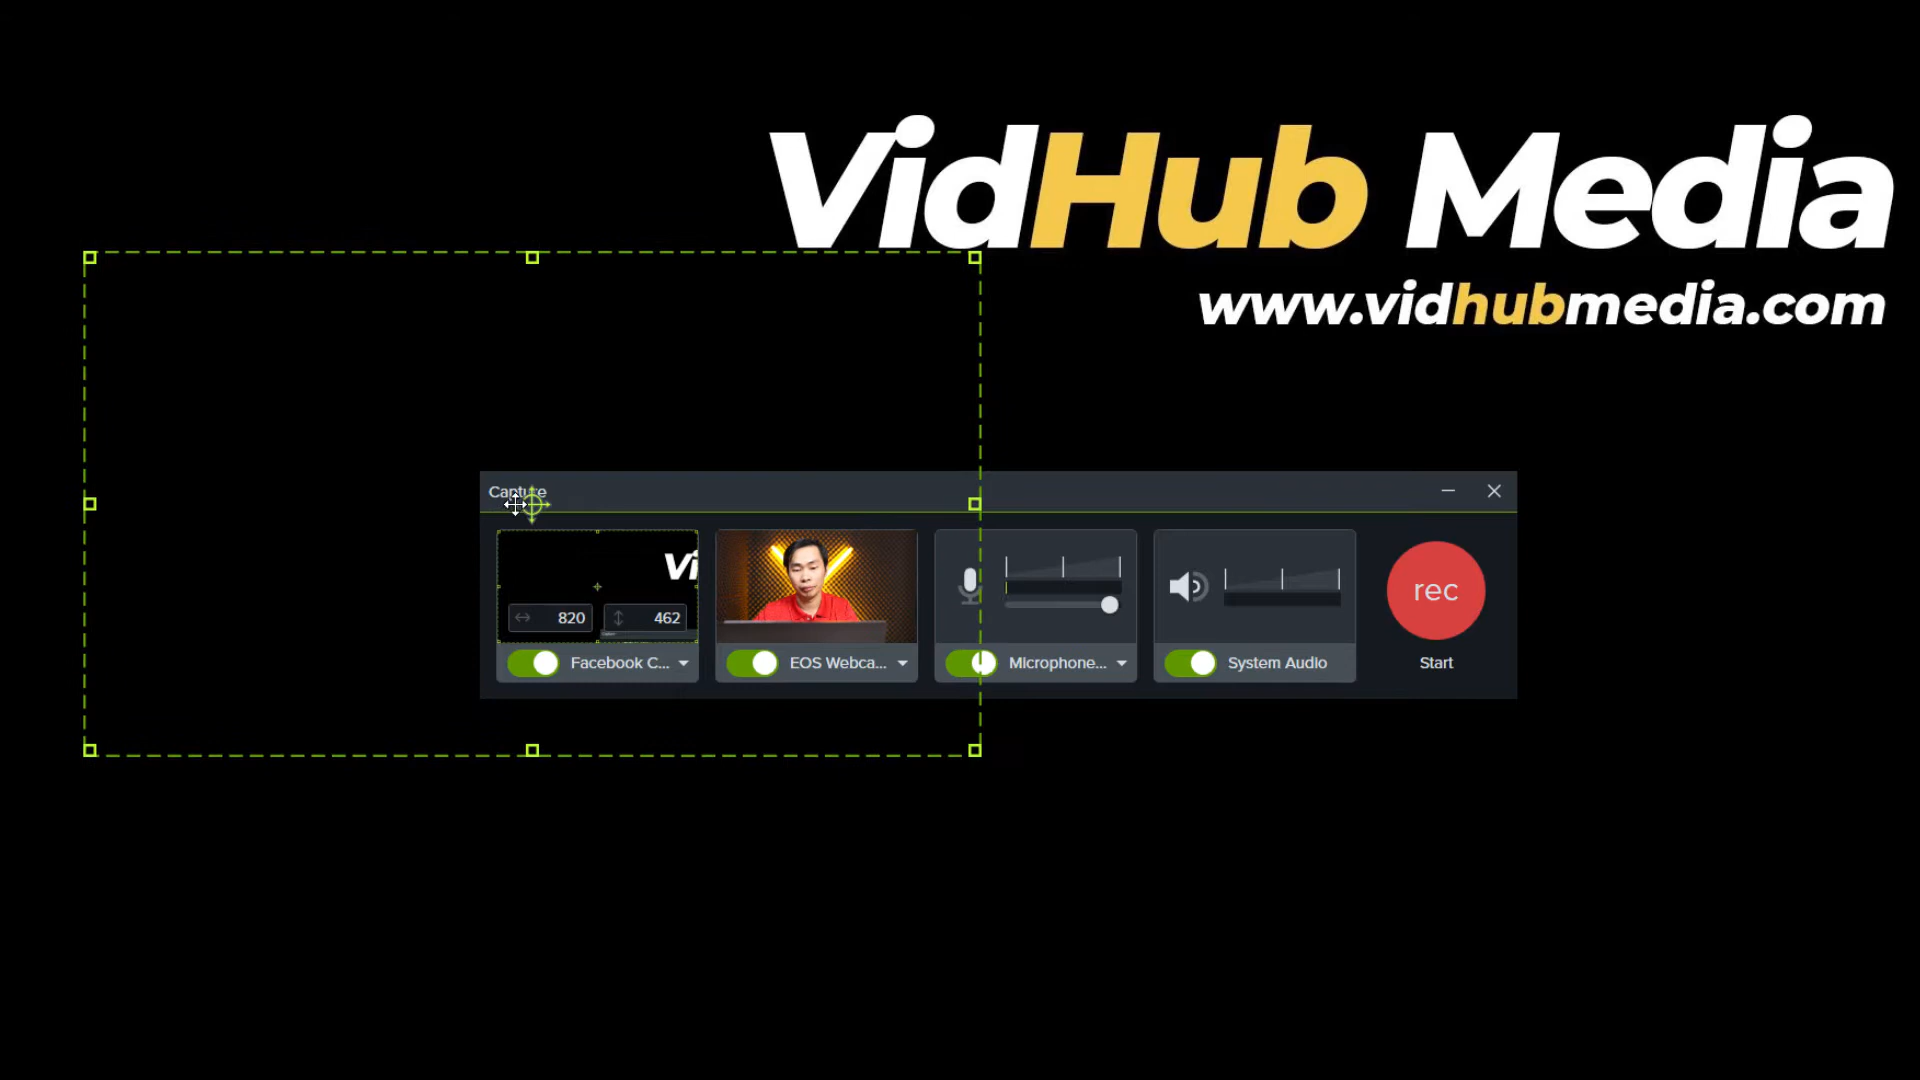 VidHub Media
www.vidhubmedia.com
Capture
Vi
820
462
Facebook C...
EOS Webca...
Microphone...
System Audio
rec
Start